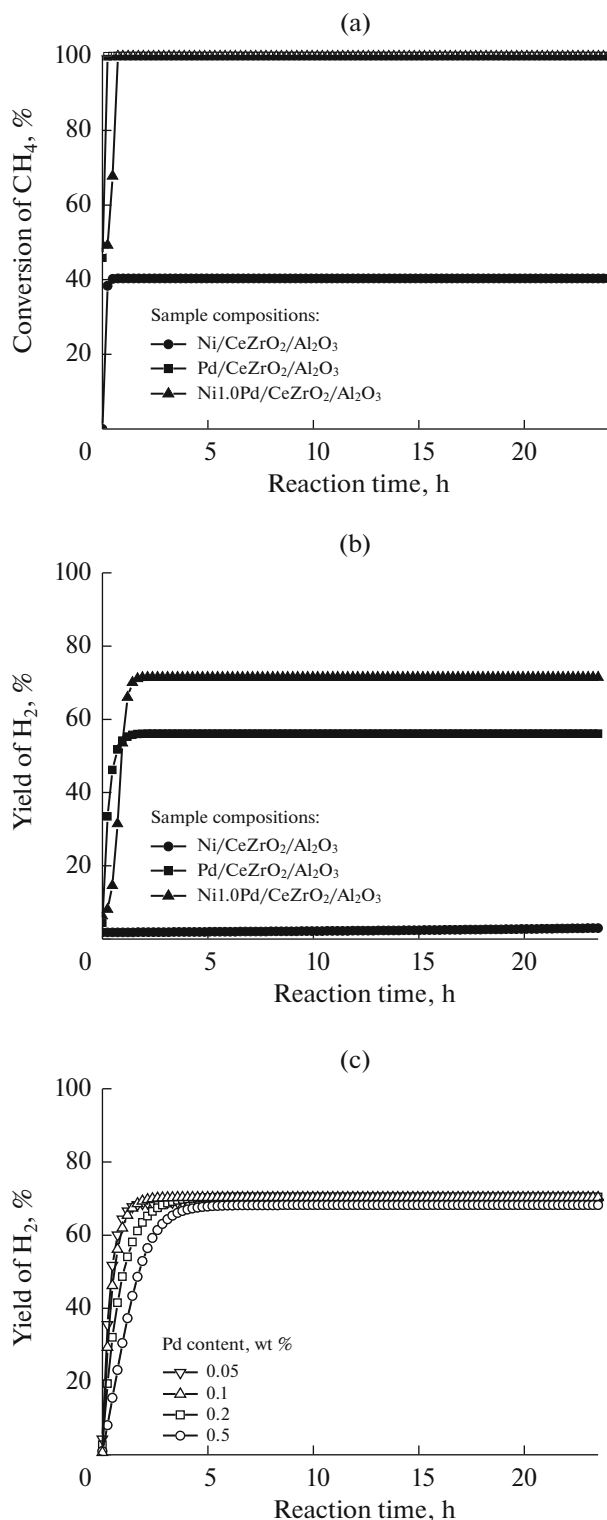 (a)
100
80
60
40
20
0
5
10
15
20
Conversion of CH₄, %
Sample compositions:
Ni/CeZrO₂/Al₂O₃
Pd/CeZrO₂/Al₂O₃
Ni1.0Pd/CeZrO₂/Al₂O₃
Reaction time, h
(b)
100
80
60
40
20
0
5
10
15
20
Yield of H₂, %
Sample compositions:
Ni/CeZrO₂/Al₂O₃
Pd/CeZrO₂/Al₂O₃
Ni1.0Pd/CeZrO₂/Al₂O₃
Reaction time, h
(c)
100
80
60
40
20
0
5
10
15
20
Yield of H₂, %
Pd content, wt %
0.05
0.1
0.2
0.5
Reaction time, h